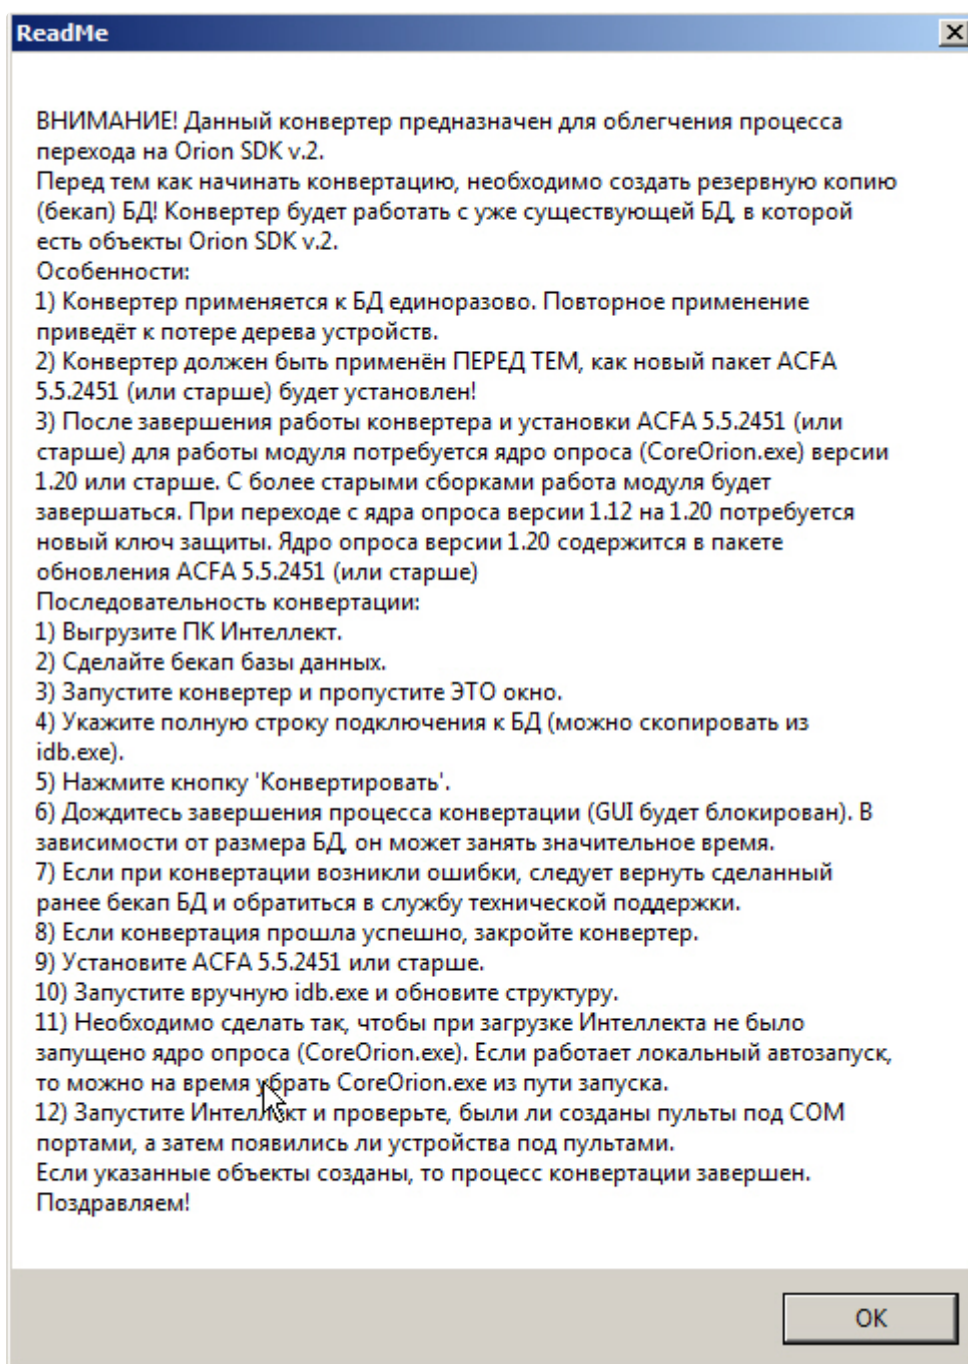 ReadMe
ВНИМАНИЕ! Данный конвертер предназначен для облегчения процесса
перехода на Orion SDK v.2.
Перед тем как начинать конвертацию, необходимо создать резервную копию
(бекап) БД! Конвертер будет работать с уже существующей БД, в которой
есть объекты Orion SDK v.2.
Особенности:
1) Конвертер применяется к БД единоразово. Повторное применение
приведёт к потере дерева устройств.
2) Конвертер должен быть применён ПЕРЕД ТЕМ, как новый пакет ACFA
5.5.2451 (или старше) будет установлен!
3) После завершения работы конвертера и установки ACFA 5.5.2451 (или
старше) для работы модуля потребуется ядро опроса (CoreOrion.exe) версии
1.20 или старше. С более старыми сборками работа модуля будет
завершаться. При переходе с ядра опроса версии 1.12 на 1.20 потребуется
новый ключ защиты. Ядро опроса версии 1.20 содержится в пакете
обновления ACFA 5.5.2451 (или старше)
Последовательность конвертации:
1) Выгрузите ПК Интеллект.
2) Сделайте бекап базы данных.
3) Запустите конвертер и пропустите ЭТО окно.
4) Укажите полную строку подключения к БД (можно скопировать из
idb.exe).
5) Нажмите кнопку 'Конвертировать'.
6) Дождитесь завершения процесса конвертации (GUI будет блокирован). В
зависимости от размера БД, он может занять значительное время.
7) Если при конвертации возникли ошибки, следует вернуть сделанный
ранее бекап БД и обратиться в службу технической поддержки.
8) Если конвертация прошла успешно, закройте конвертер.
9) Установите ACFA 5.5.2451 или старше.
10) Запустите вручную idb.exe и обновите структуру.
11) Необходимо сделать так, чтобы при загрузке Интеллекта не было
запущено ядро опроса (CoreOrion.exe). Если работает локальный автозапуск,
то можно на время убрать CoreOrion.exe из пути запуска.
12) Запустите Интеллект и проверьте, были ли созданы пульты под COM
портами, а затем появились ли устройства под пультами.
Если указанные объекты созданы, то процесс конвертации завершен.
Поздравляем!
OK